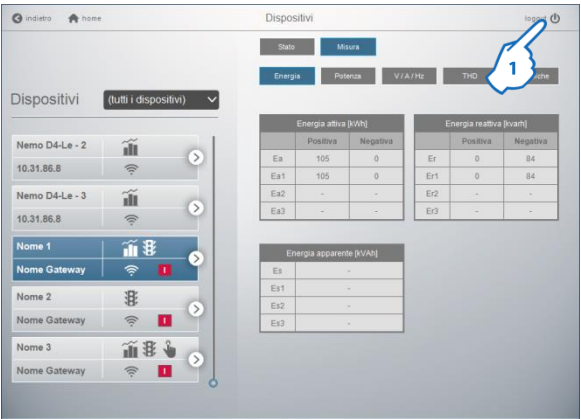 indietro home Dispositivi logout
Stato Misura
Energia Potenza V / A / Hz THD
Dispositivi (tutti i dispositivi)
1
Nemo D4-Le - 2
10.31.86.8
Nemo D4-Le - 3
10.31.86.8
Nome 1
Nome Gateway I
Nome 2
Nome Gateway I
Nome 3
Nome Gateway I
Energia attiva [kWh]
Positiva Negativa
Ea 105 0
Ea1 105 0
Ea2 - -
Ea3 - -
Energia reattiva [kvarh]
Positiva Negativa
Er 0 84
Er1 0 84
Er2 - -
Er3 - -
Energia apparente [kVAh]
Es -
Es1 -
Es2 -
Es3 -